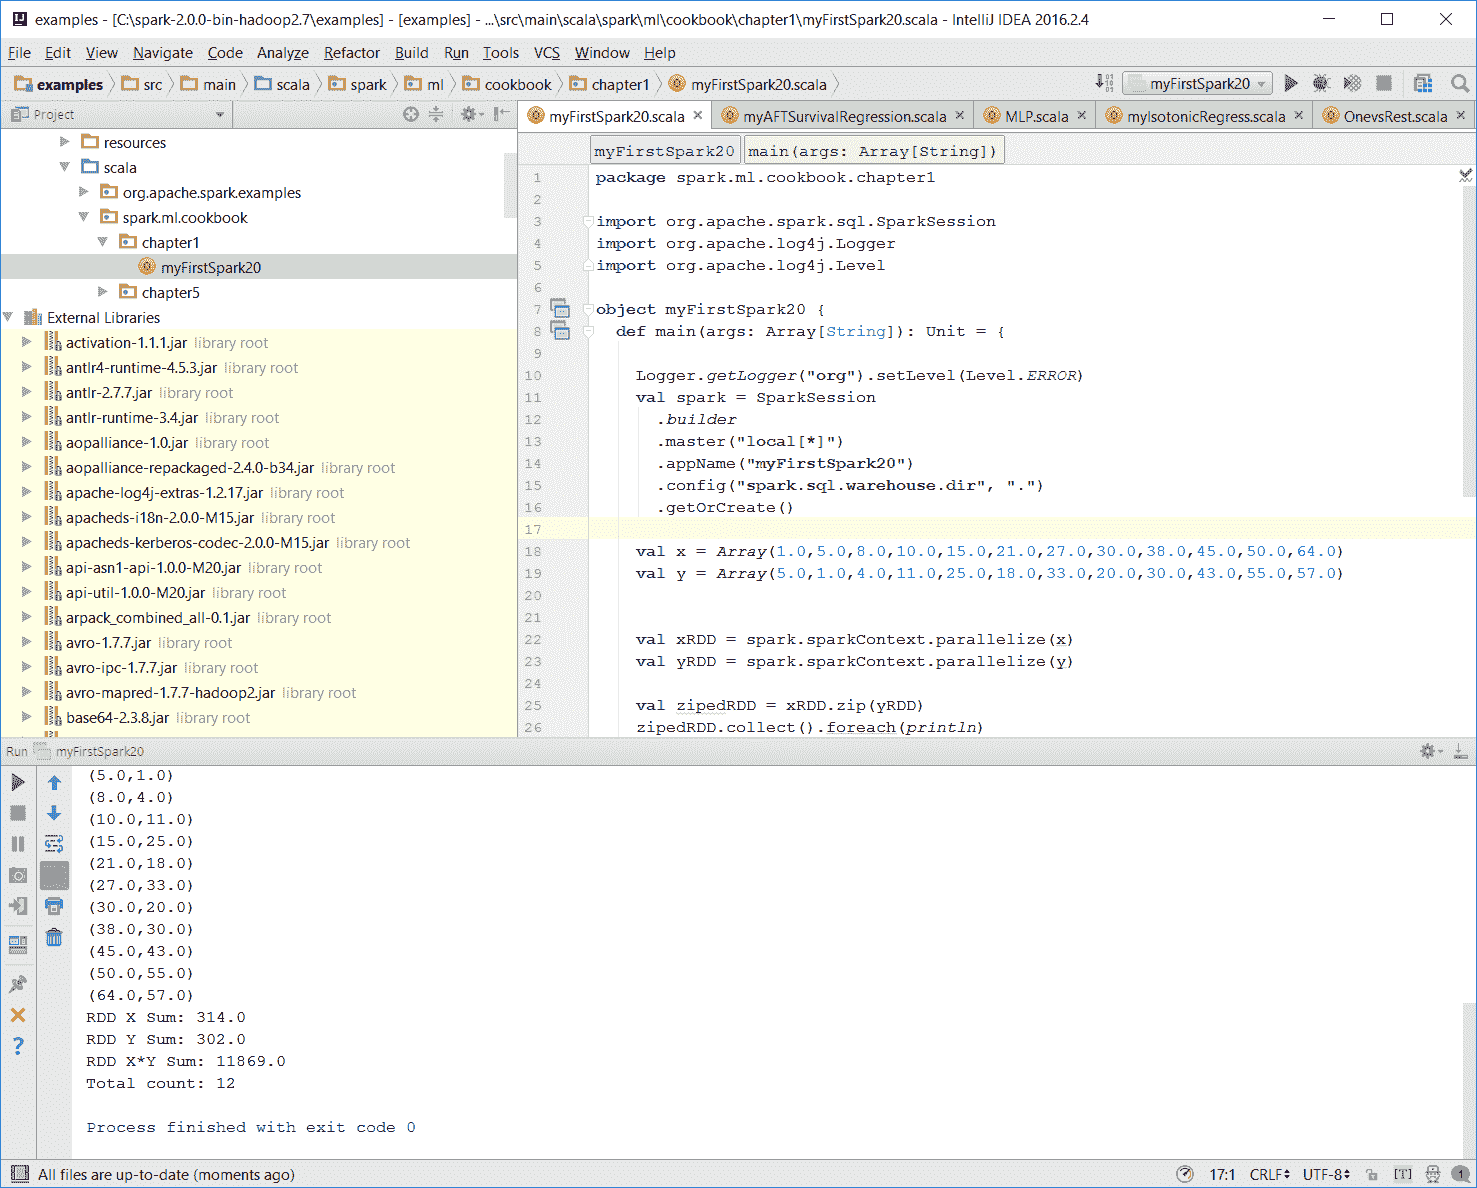 examples - [C:\spark-2.0.0-bin-hadoop2.7\examples] - [examples] - ...\src\main\scala\spark\ml\cookbook\chapter1\myFirstSpark20.scala - IntelliJ IDEA 2016.2.4
File Edit View Navigate Code Analyze Refactor Build Run Tools VCS Window Help
examples src main scala spark ml cookbook chapter1 myFirstSpark20.scala
myFirstSpark20
Project
myFirstSpark20.scala myAFTSurvivalRegression.scala MLP.scala myIsotonicRegress.scala OnevsRest.scala
resources
scala
org.apache.spark.examples
spark.ml.cookbook
chapter1
myFirstSpark20
chapter5
External Libraries
activation-1.1.1.jar library root
antlr4-runtime-4.5.3.jar library root
antlr-2.7.7.jar library root
antlr-runtime-3.4.jar library root
aopalliance-1.0.jar library root
aopalliance-repackaged-2.4.0-b34.jar library root
apache-log4j-extras-1.2.17.jar library root
apacheds-i18n-2.0.0-M15.jar library root
apacheds-kerberos-codec-2.0.0-M15.jar library root
api-asn1-api-1.0.0-M20.jar library root
api-util-1.0.0-M20.jar library root
arpack_combined_all-0.1.jar library root
avro-1.7.7.jar library root
avro-ipc-1.7.7.jar library root
avro-mapred-1.7.7-hadoop2.jar library root
base64-2.3.8.jar library root
myFirstSpark20 main(args: Array[String])
1 package spark.ml.cookbook.chapter1
2
3 import org.apache.spark.sql.SparkSession
4 import org.apache.log4j.Logger
5 import org.apache.log4j.Level
6
7 object myFirstSpark20 {
8 def main(args: Array[String]): Unit = {
9
10 Logger.getLogger("org").setLevel(Level.ERROR)
11 val spark = SparkSession
12 .builder
13 .master("local[*]")
14 .appName("myFirstSpark20")
15 .config("spark.sql.warehouse.dir", ".")
16 .getOrCreate()
17
18 val x = Array(1.0,5.0,8.0,10.0,15.0,21.0,27.0,30.0,38.0,45.0,50.0,64.0)
19 val y = Array(5.0,1.0,4.0,11.0,25.0,18.0,33.0,20.0,30.0,43.0,55.0,57.0)
20
21
22 val xRDD = spark.sparkContext.parallelize(x)
23 val yRDD = spark.sparkContext.parallelize(y)
24
25 val zipedRDD = xRDD.zip(yRDD)
26 zipedRDD.collect().foreach(println)
Run myFirstSpark20
(5.0,1.0)
(8.0,4.0)
(10.0,11.0)
(15.0,25.0)
(21.0,18.0)
(27.0,33.0)
(30.0,20.0)
(38.0,30.0)
(45.0,43.0)
(50.0,55.0)
(64.0,57.0)
RDD X Sum: 314.0
RDD Y Sum: 302.0
RDD X*Y Sum: 11869.0
Total count: 12
Process finished with exit code 0
All files are up-to-date (moments ago)
17:1 CRLF UTF-8 [T] 1